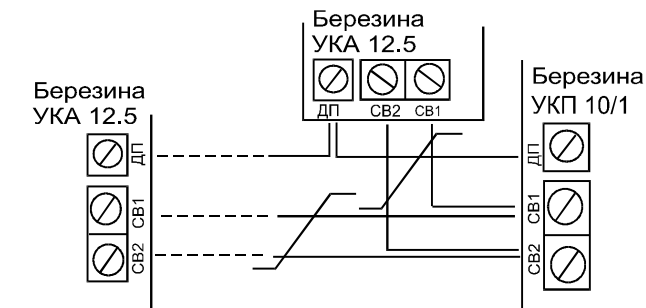 Березина
УКА 12.5
ДП СВ2 СВ1
Березина
УКА 12.5
ДП
СВ1
СВ2
Березина
УКП 10/1
ДП
СВ1
СВ2